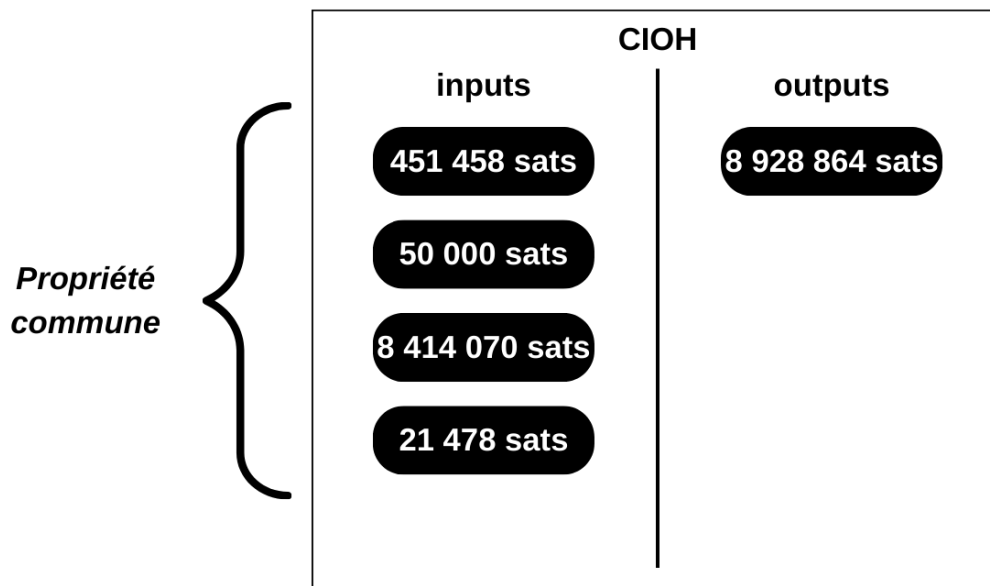 CIOH
inputs
outputs
451 458 sats
8 928 864 sats
50 000 sats
8 414 070 sats
21 478 sats
Propriété
commune